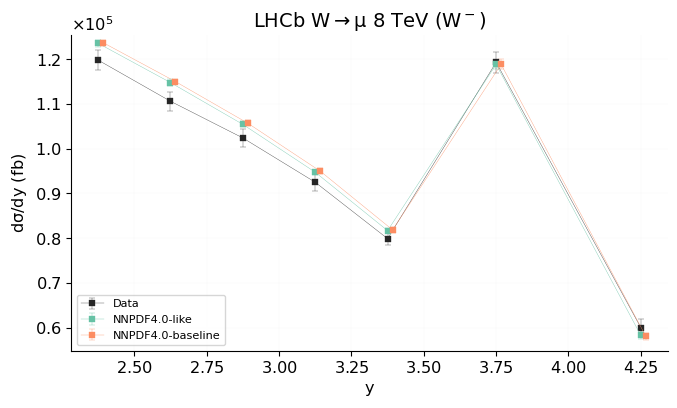 LHCb W→μ 8 TeV (W⁻)
×10⁵
dσ/dy (fb)
1.2
1.1
1.0
0.9
0.8
0.7
0.6
Data
NNPDF4.0-like
NNPDF4.0-baseline
2.50 2.75 3.00 3.25 3.50 3.75 4.00 4.25
y